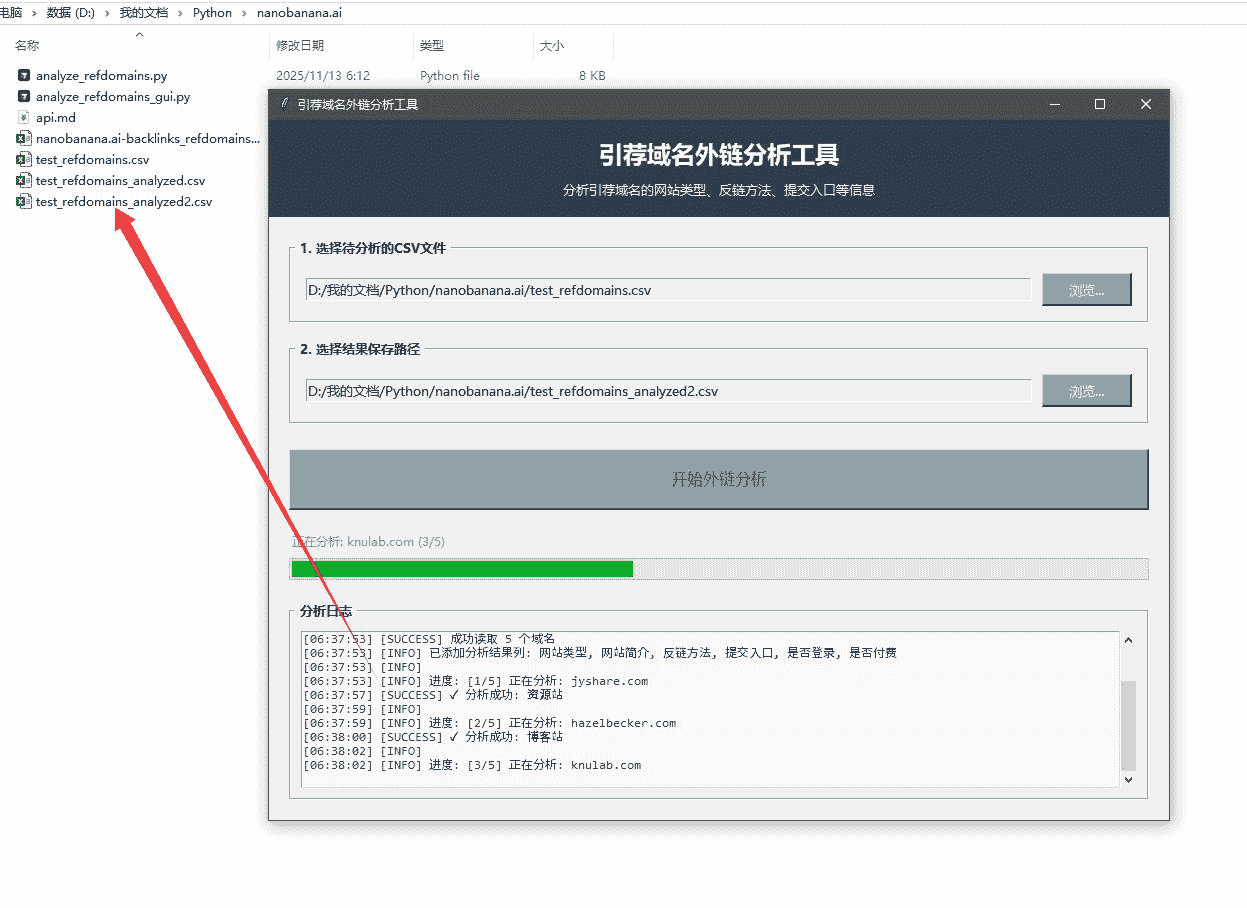 电脑 › 数据 (D:) › 我的文档 › Python › nanobanana.ai
名称 修改日期 类型 大小
analyze_refdomains.py 2025/11/13 6:12 Python file 8 KB
analyze_refdomains_gui.py
api.md
nanobanana.ai-backlinks_refdomains...
test_refdomains.csv
test_refdomains_analyzed.csv
test_refdomains_analyzed2.csv
引荐域名外链分析工具
引荐域名外链分析工具
分析引荐域名的网站类型、反链方法、提交入口等信息
1. 选择待分析的CSV文件
D:/我的文档/Python/nanobanana.ai/test_refdomains.csv 浏览...
2. 选择结果保存路径
D:/我的文档/Python/nanobanana.ai/test_refdomains_analyzed2.csv 浏览...
开始外链分析
正在分析: knulab.com (3/5)
分析日志
[06:37:53] [SUCCESS] 成功读取 5 个域名
[06:37:53] [INFO] 已添加分析结果列: 网站类型, 网站简介, 反链方法, 提交入口, 是否登录, 是否付费
[06:37:53] [INFO]
[06:37:53] [INFO] 进度: [1/5] 正在分析: jyshare.com
[06:37:57] [SUCCESS] ✓ 分析成功: 资源站
[06:37:59] [INFO]
[06:37:59] [INFO] 进度: [2/5] 正在分析: hazelbecker.com
[06:38:00] [SUCCESS] ✓ 分析成功: 博客站
[06:38:02] [INFO]
[06:38:02] [INFO] 进度: [3/5] 正在分析: knulab.com